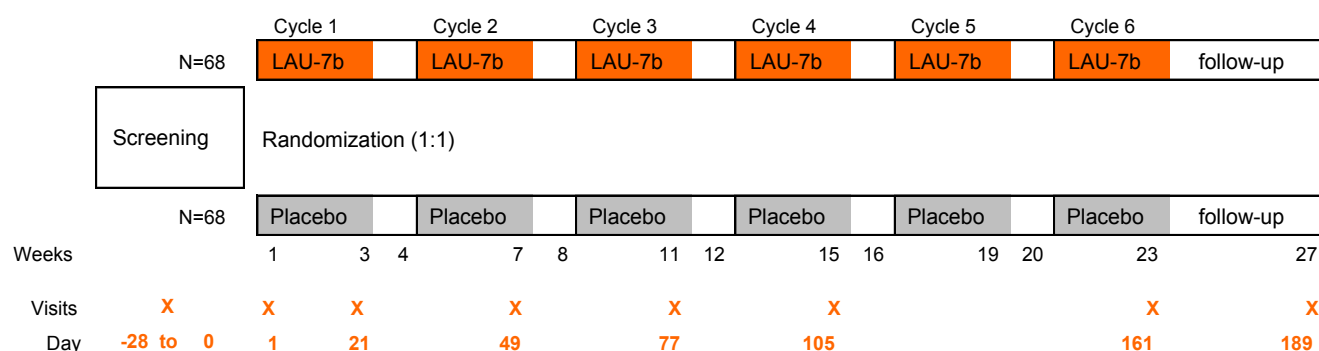 Cycle 1 Cycle 2 Cycle 3 Cycle 4 Cycle 5 Cycle 6
N=68 LAU-7b LAU-7b LAU-7b LAU-7b LAU-7b LAU-7b follow-up
Screening Randomization (1:1)
N=68 Placebo Placebo Placebo Placebo Placebo Placebo follow-up
Weeks 1 3 4 7 8 11 12 15 16 19 20 23 27
Visits X X X X X X X X
Day -28 to 0 1 21 49 77 105 161 189